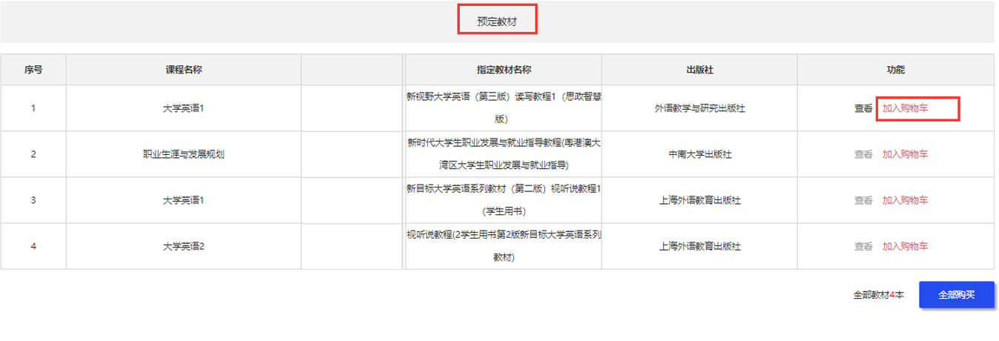 预定教材
序号 课程名称 指定教材名称 出版社 功能
新视野大学英语（第三版）读写教程1（思政智慧
1 大学英语1 外语教学与研究出版社 查看 加入购物车
版）
新时代大学生职业发展与就业指导教程(粤港澳大
2 职业生涯与发展规划 中南大学出版社 查看 加入购物车
湾区大学生职业发展与就业指导)
新目标大学英语系列教材（第二版）视听说教程1
3 大学英语1 上海外语教育出版社 查看 加入购物车
（学生用书）
视听说教程(2学生用书第2版新目标大学英语系列
4 大学英语2 上海外语教育出版社 查看 加入购物车
教材)
全部教材4本 全部购买